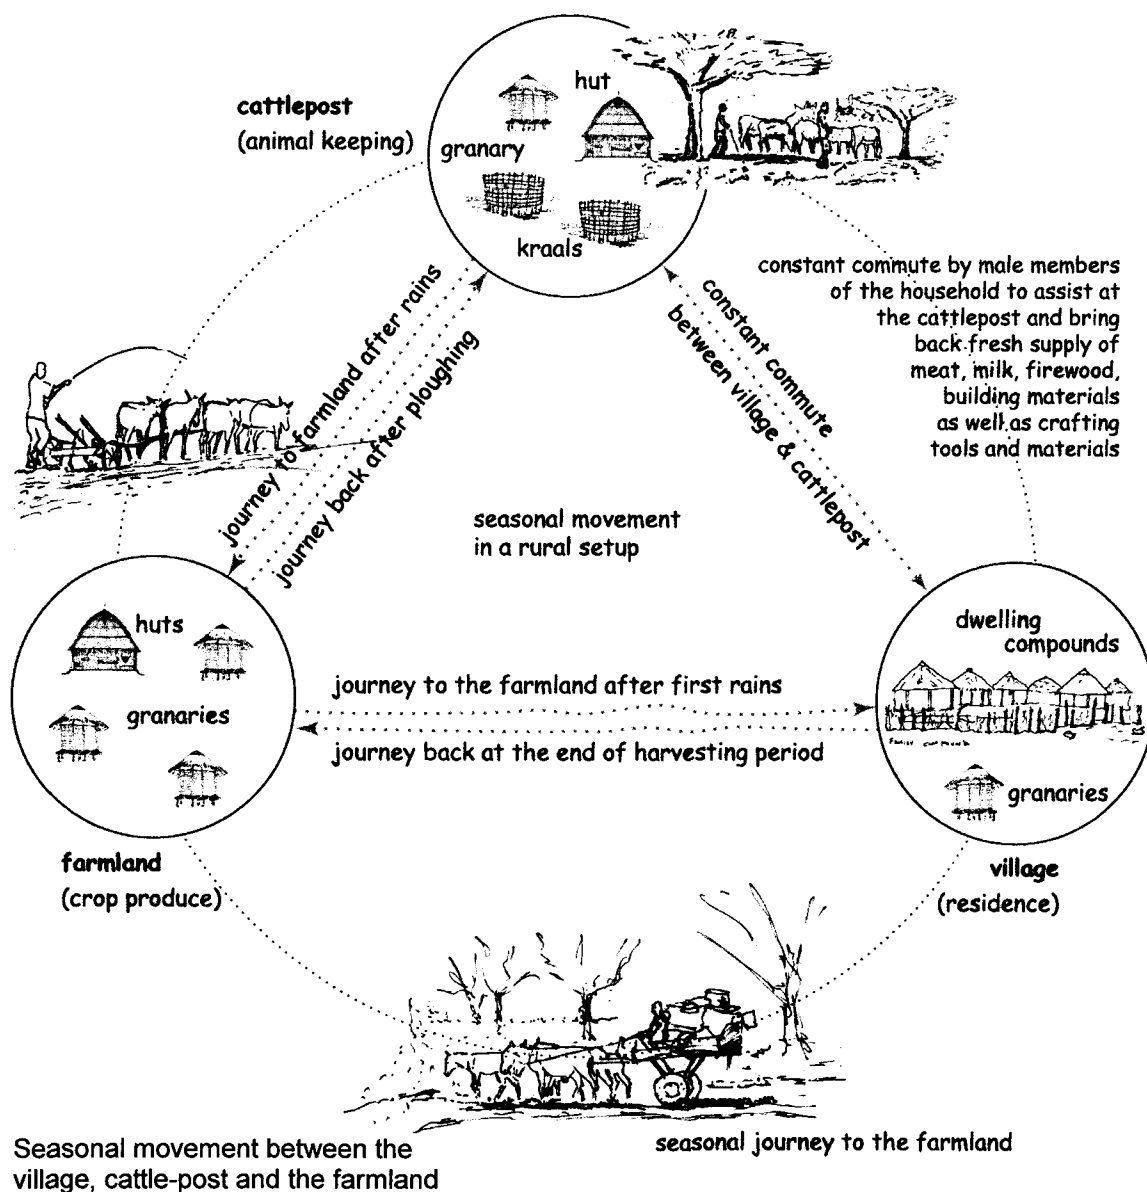 hut
cattlepost
(animal keeping)
granary
kraals
constant commute by male members
of the household to assist at
the cattlepost and bring
back fresh supply of
meat, milk, firewood,
building materials
as well as crafting
tools and materials
journey to farmland after rains
journey back after ploughing
constant commute
between village & cattlepost
seasonal movement
in a rural setup
huts
granaries
farmland
(crop produce)
journey to the farmland after first rains
journey back at the end of harvesting period
dwelling
compounds
granaries
village
(residence)
seasonal journey to the farmland
Seasonal movement between the
village, cattle-post and the farmland